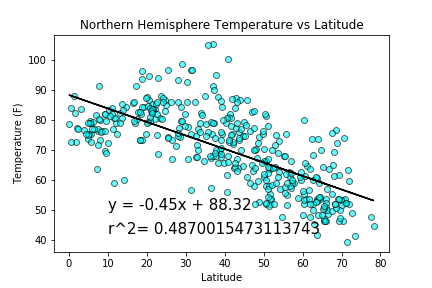 Northern Hemisphere Temperature vs Latitude
100
90
80
70
60
50
40
Temperature (F)
y = -0.45x + 88.32
r^2= 0.4870015473113743
0 10 20 30 40 50 60 70 80
Latitude